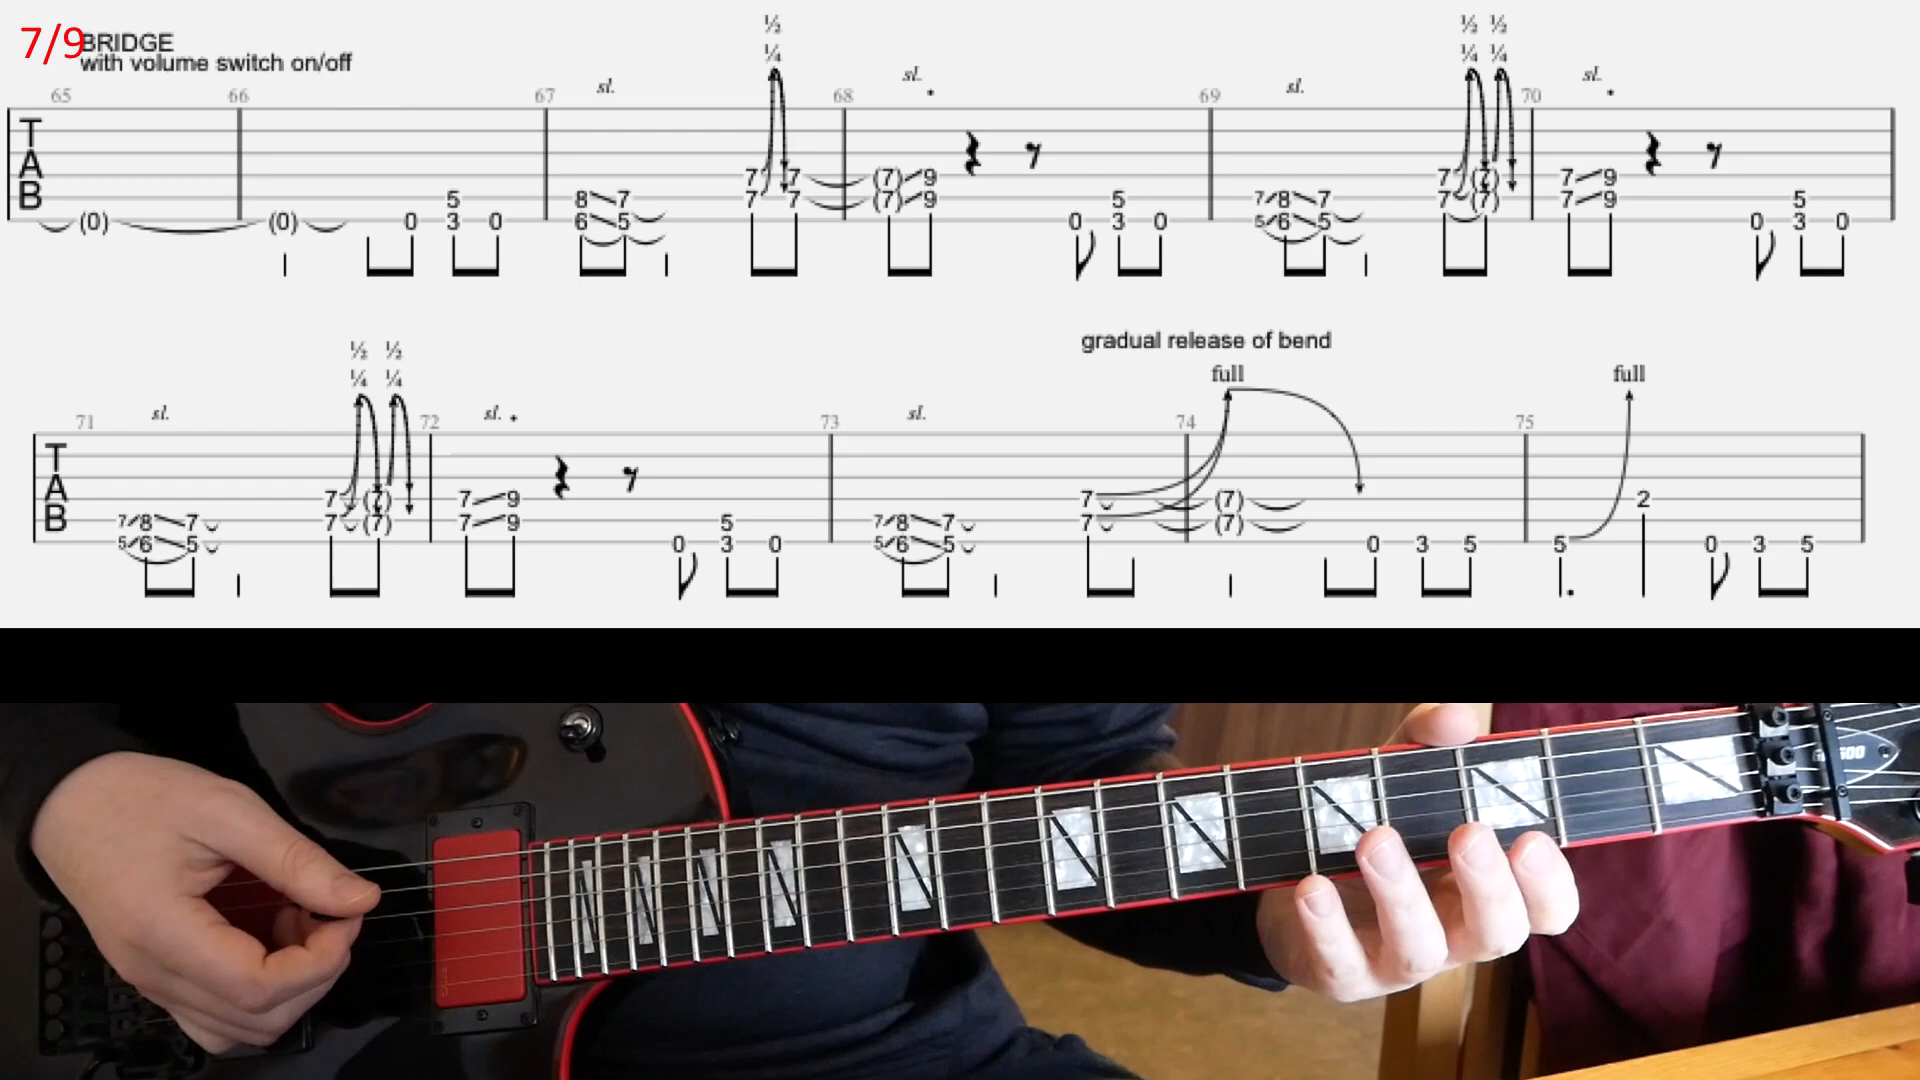 7/9
BRIDGE
with volume switch on/off
½ ½ ½
¼ ¼ ¼
sl. sl. sl. sl.
65 66 67 68 69 70
T
A
B
7 7 (7) 9 7 (7) 7 9
5 8 7 7 7 (7) 9 5 7 8 7 7 (7) 7 9 5
(0) (0) 0 3 0 6 5 0 3 0 5 6 5 0 3 0
gradual release of bend
½ ½
¼ ¼ full full
sl. sl. sl.
71 72 73 74 75
T
A
B
7 (7) 7 9 7 (7) 2
7 8 7 7 (7) 7 9 5 7 8 7 7 (7)
5 6 5 0 3 0 5 6 5 0 3 5 5 0 3 5